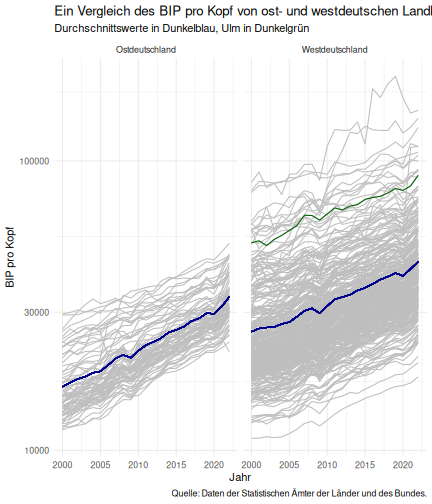 Ein Vergleich des BIP pro Kopf von ost- und westdeutschen Landl
Durchschnittswerte in Dunkelblau, Ulm in Dunkelgrün
Ostdeutschland
Westdeutschland
BIP pro Kopf
100000
30000
10000
2000 2005 2010 2015 2020
2000 2005 2010 2015 2020
Jahr
Quelle: Daten der Statistischen Ämter der Länder und des Bundes.